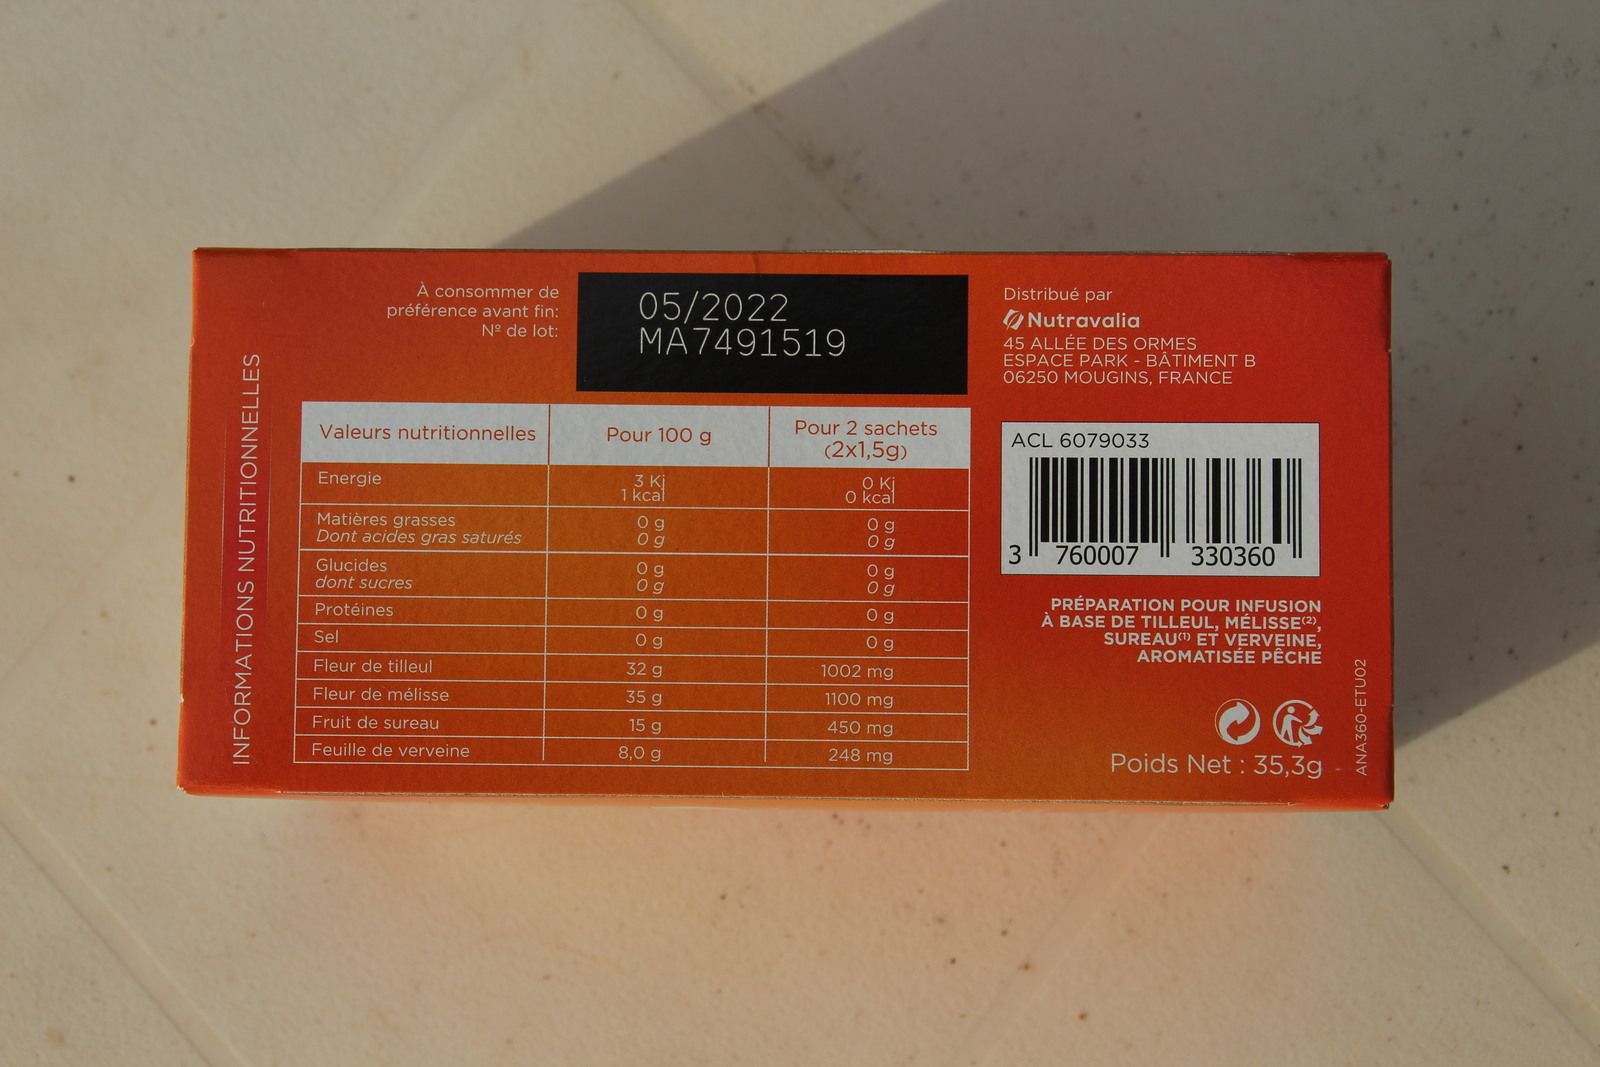 À consommer de
préférence avant fin:
Nº de lot:
05/2022
MA7491519
Distribué par
Nutravalia
45 ALLÉE DES ORMES
ESPACE PARK - BÂTIMENT B
06250 MOUGINS, FRANCE
INFORMATIONS NUTRITIONNELLES
Valeurs nutritionnelles Pour 100 g Pour 2 sachets
(2x1,5g)
Energie 3 Kj 0 Kj
1 kcal 0 kcal
Matières grasses 0 g 0 g
Dont acides gras saturés 0 g 0 g
Glucides 0 g 0 g
dont sucres 0 g 0 g
Protéines 0 g 0 g
Sel 0 g 0 g
Fleur de tilleul 32 g 1002 mg
Fleur de mélisse 35 g 1100 mg
Fruit de sureau 15 g 450 mg
Feuille de verveine 8,0 g 248 mg
ACL 6079033
3 760007 330360
PRÉPARATION POUR INFUSION
À BASE DE TILLEUL, MÉLISSE⁽²⁾,
SUREAU⁽¹⁾ ET VERVEINE,
AROMATISÉE PÊCHE
Poids Net : 35,3g
ANA360-ETU02